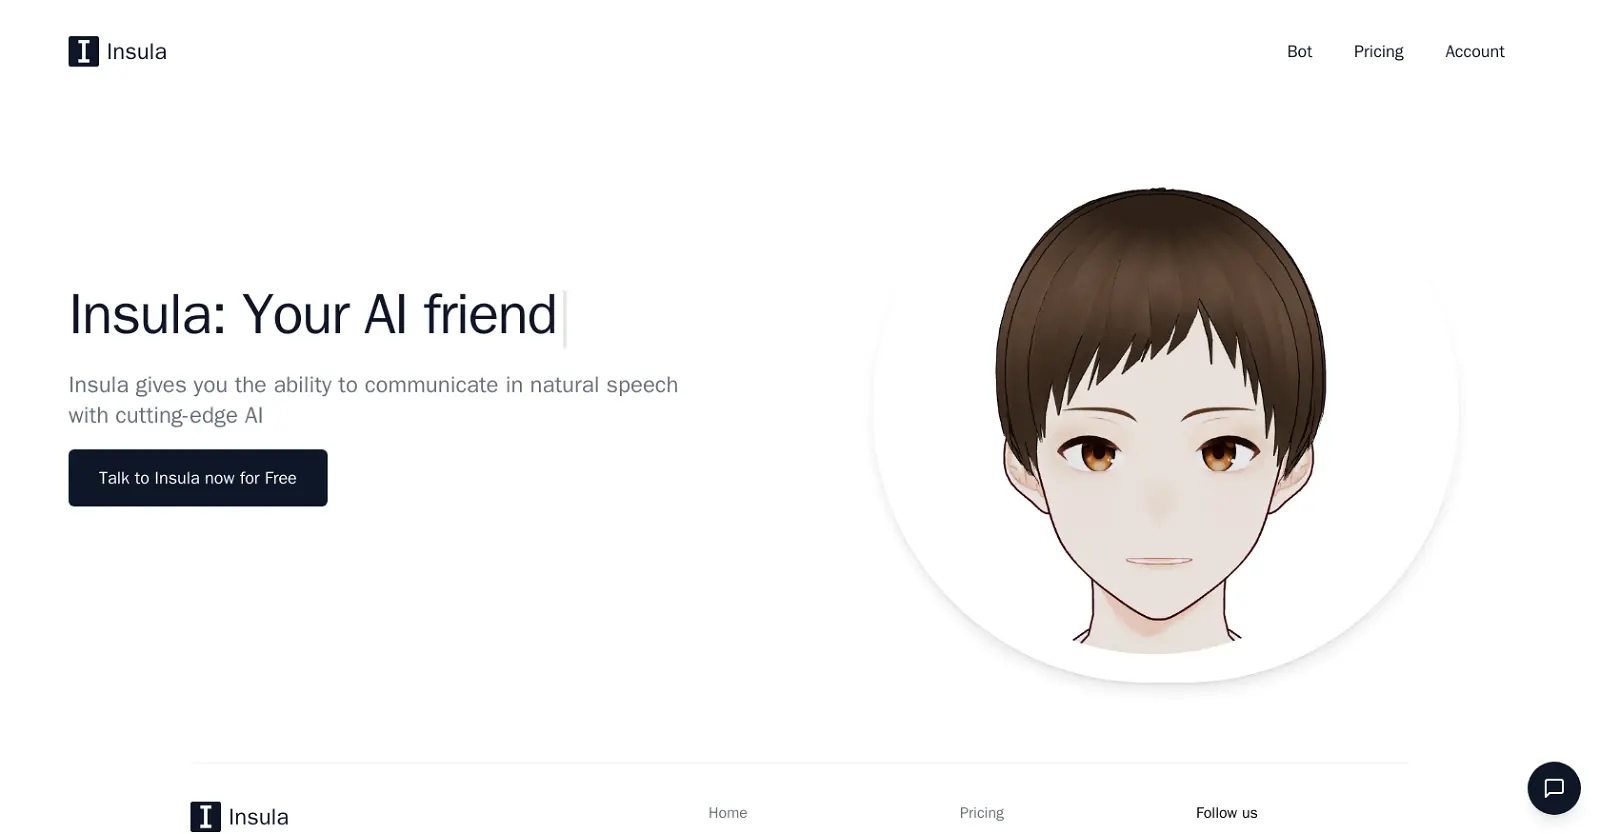 Insula
Bot
Pricing
Account
Insula: Your AI friend
Insula gives you the ability to communicate in natural speech
with cutting-edge AI
Talk to Insula now for Free
Insula
Home
Pricing
Follow us